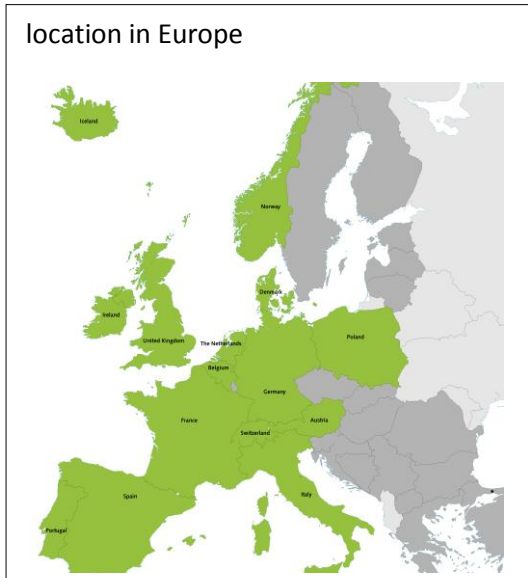 location in Europe
Iceland
Norway
Denmark
Ireland
United Kingdom
The Netherlands
Poland
Belgium
Germany
France
Austria
Switzerland
Spain
Italy
Portugal